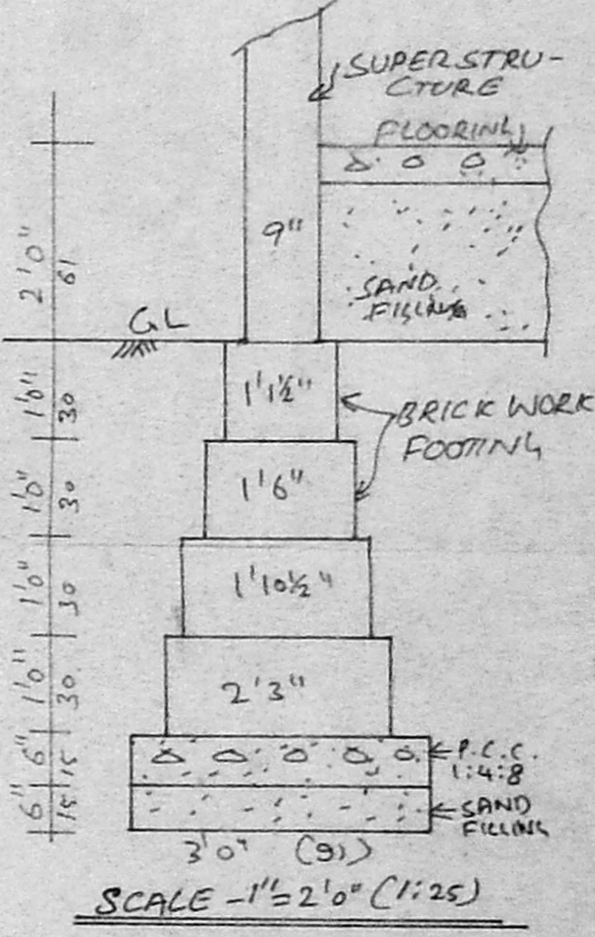 SUPER STRU-
CTURE
FLOORING
9"
SAND
FILLING
2'0"
61
GL
1'1½"
BRICK WORK
FOOTING
1'0"
30
1'6"
1'0"
30
1'10½"
1'0"
30
2'3"
1'0"
30
P.C.C.
1:4:8
6"
15
SAND
FILLING
6"
15
3'0" (91)
SCALE -1"=2'0" (1:25)